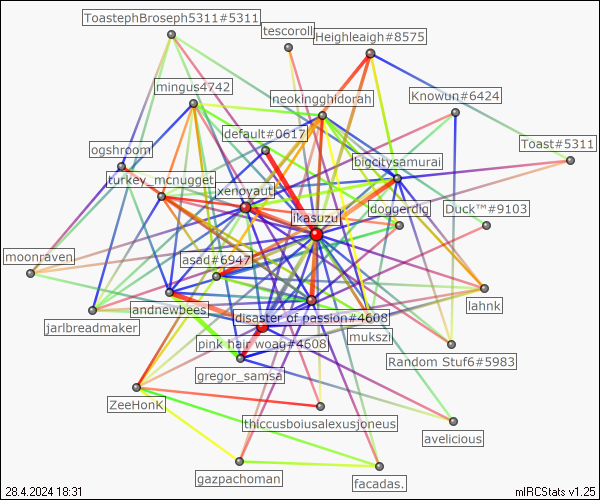 ToastephBroseph5311#5311
tescoroll
Heighleaigh#8575
mingus4742
neokingghidorah
Knowun#6424
default#0617
Toast#5311
ogshroom
bigcitysamurai
turkey_mcnugget
xenoyaut
ikasuzu
doggerdig
Duck™#9103
moonraven
asad#6947
andnewbees
disaster of passion#4608
lahnk
jarlbreadmaker
mukszii
pink hair woag#4608
Random Stuf6#5983
gregor_samsa
ZeeHonK
thiccusboiusalexusjoneus
avelicious
gazpachoman
facadas.
28.4.2024 18:31
mIRCStats v1.25